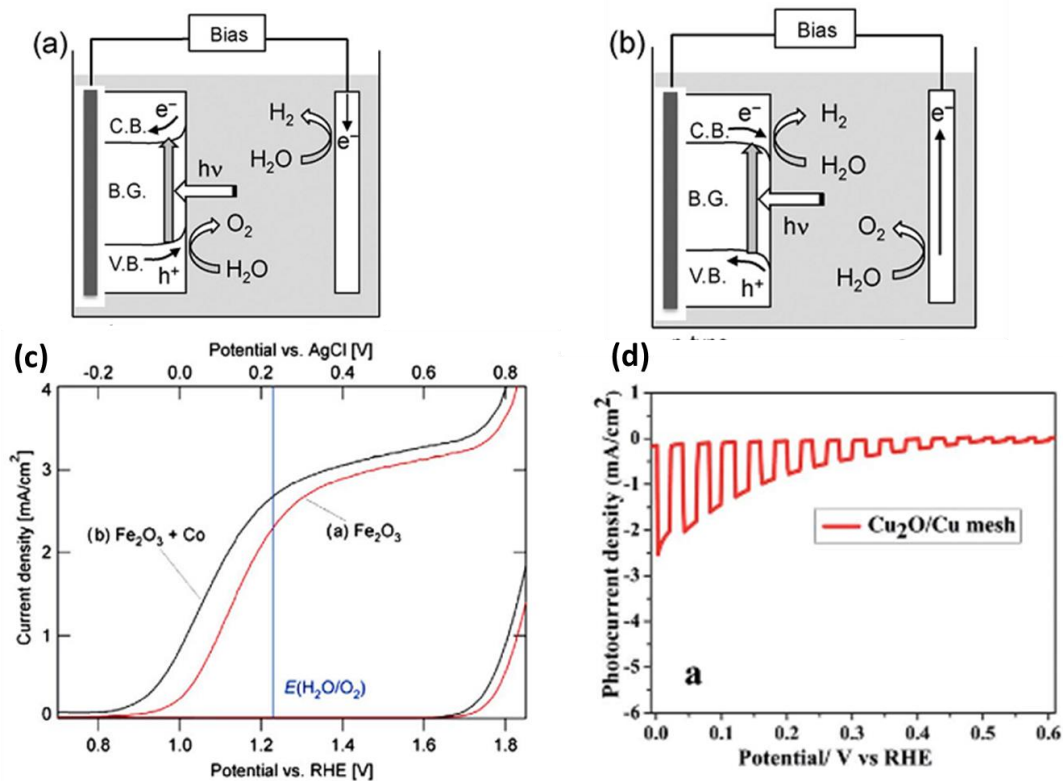 (a)
Bias
C.B.
e⁻
B.G.
hν
V.B.
h⁺
O₂
H₂O
H₂
H₂O
e⁻
(b)
Bias
C.B.
e⁻
H₂
H₂O
B.G.
hν
V.B.
h⁺
O₂
H₂O
e⁻
(c)
Potential vs. AgCl [V]
-0.2 0.0 0.2 0.4 0.6 0.8
Current density [mA/cm²]
4
3
2
1
0
(b) Fe₂O₃ + Co
(a) Fe₂O₃
E(H₂O/O₂)
0.8 1.0 1.2 1.4 1.6 1.8
Potential vs. RHE [V]
(d)
Photocurrent density (mA/cm²)
1
0
-1
-2
-3
-4
-5
-6
Cu₂O/Cu mesh
a
0.0 0.1 0.2 0.3 0.4 0.5 0.6
Potential/ V vs RHE